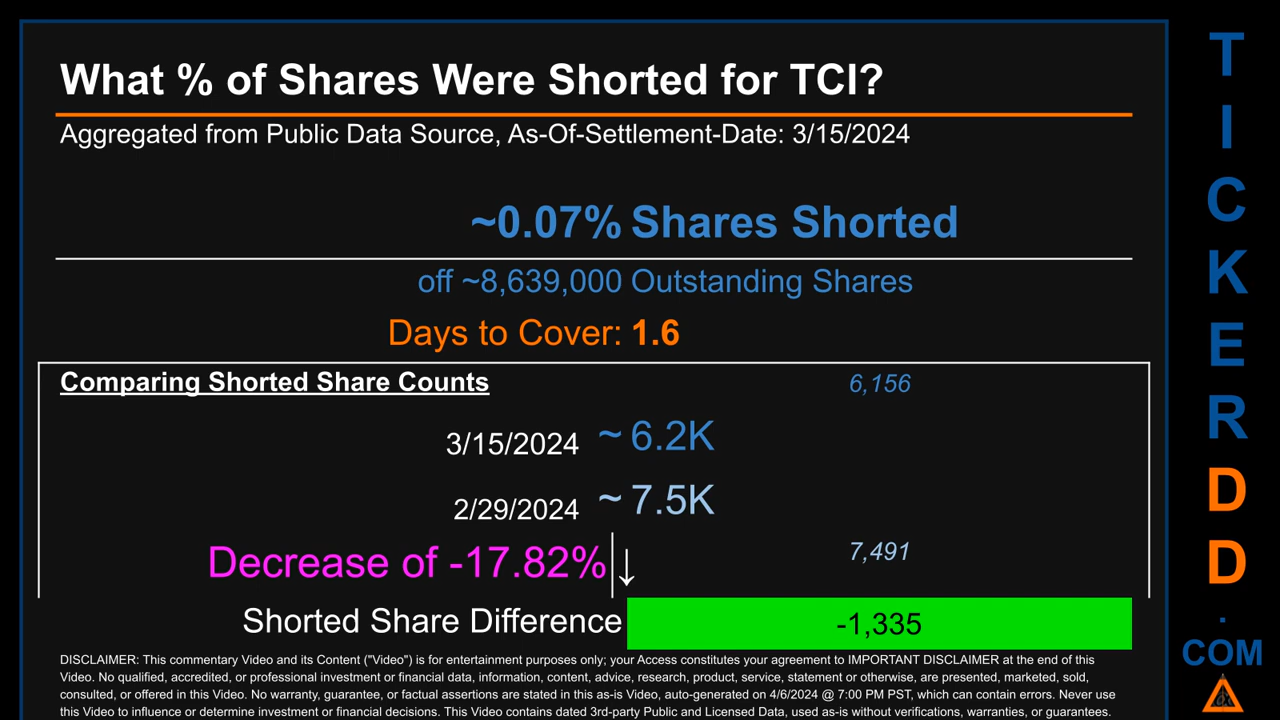 What % of Shares Were Shorted for TCI?
Aggregated from Public Data Source, As-Of-Settlement-Date: 3/15/2024
~0.07% Shares Shorted
off ~8,639,000 Outstanding Shares
Days to Cover: 1.6
Comparing Shorted Share Counts
6,156
3/15/2024 ~ 6.2K
2/29/2024 ~ 7.5K
Decrease of -17.82% ↓
7,491
Shorted Share Difference -1,335
DISCLAIMER: This commentary Video and its Content ("Video") is for entertainment purposes only; your Access constitutes your agreement to IMPORTANT DISCLAIMER at the end of this
Video. No qualified, accredited, or professional investment or financial data, information, content, advice, research, product, service, statement or otherwise, are presented, marketed, sold,
consulted, or offered in this Video. No warranty, guarantee, or factual assertions are stated in this as-is Video, auto-generated on 4/6/2024 @ 7:00 PM PST, which can contain errors. Never use
this Video to influence or determine investment or financial decisions. This Video contains dated 3rd-party Public and Licensed Data, used as-is without verifications, warranties, or guarantees.
T
I
C
K
E
R
D
D
.
COM